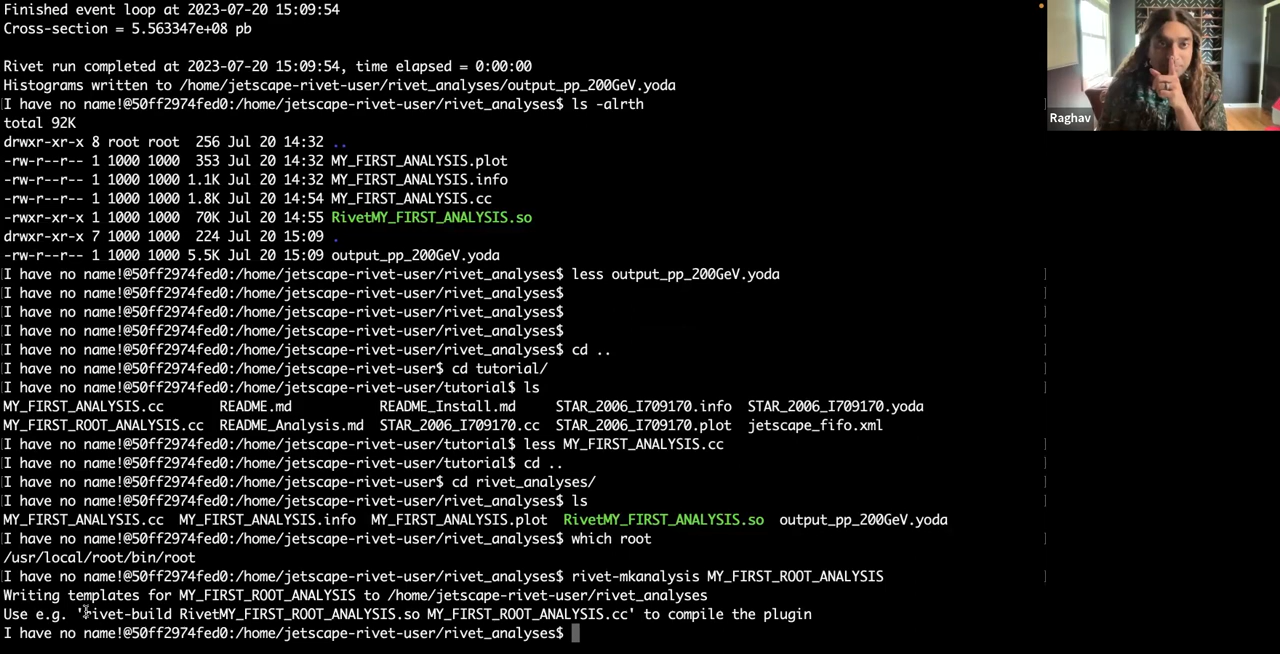 Finished event loop at 2023-07-20 15:09:54
Cross-section = 5.563347e+08 pb
Rivet run completed at 2023-07-20 15:09:54, time elapsed = 0:00:00
Histograms written to /home/jetscape-rivet-user/rivet_analyses/output_pp_200GeV.yoda
I have no name!@50ff2974fed0:/home/jetscape-rivet-user/rivet_analyses$ ls -alrth
total 92K
drwxr-xr-x 8 root root  256 Jul 20 14:32 ..
-rw-r--r-- 1 1000 1000  353 Jul 20 14:32 MY_FIRST_ANALYSIS.plot
-rw-r--r-- 1 1000 1000 1.1K Jul 20 14:32 MY_FIRST_ANALYSIS.info
-rw-r--r-- 1 1000 1000 1.8K Jul 20 14:54 MY_FIRST_ANALYSIS.cc
-rwxr-xr-x 1 1000 1000  70K Jul 20 14:55 RivetMY_FIRST_ANALYSIS.so
drwxr-xr-x 7 1000 1000  224 Jul 20 15:09 .
-rw-r--r-- 1 1000 1000 5.5K Jul 20 15:09 output_pp_200GeV.yoda
I have no name!@50ff2974fed0:/home/jetscape-rivet-user/rivet_analyses$ less output_pp_200GeV.yoda
I have no name!@50ff2974fed0:/home/jetscape-rivet-user/rivet_analyses$
I have no name!@50ff2974fed0:/home/jetscape-rivet-user/rivet_analyses$
I have no name!@50ff2974fed0:/home/jetscape-rivet-user/rivet_analyses$
I have no name!@50ff2974fed0:/home/jetscape-rivet-user/rivet_analyses$ cd ..
I have no name!@50ff2974fed0:/home/jetscape-rivet-user$ cd tutorial/
I have no name!@50ff2974fed0:/home/jetscape-rivet-user/tutorial$ ls
MY_FIRST_ANALYSIS.cc README.md README_Install.md STAR_2006_I709170.info STAR_2006_I709170.yoda
MY_FIRST_ROOT_ANALYSIS.cc README_Analysis.md STAR_2006_I709170.cc STAR_2006_I709170.plot jetscape_fifo.xml
I have no name!@50ff2974fed0:/home/jetscape-rivet-user/tutorial$ less MY_FIRST_ANALYSIS.cc
I have no name!@50ff2974fed0:/home/jetscape-rivet-user/tutorial$ cd ..
I have no name!@50ff2974fed0:/home/jetscape-rivet-user$ cd rivet_analyses/
I have no name!@50ff2974fed0:/home/jetscape-rivet-user/rivet_analyses$ ls
MY_FIRST_ANALYSIS.cc MY_FIRST_ANALYSIS.info MY_FIRST_ANALYSIS.plot RivetMY_FIRST_ANALYSIS.so output_pp_200GeV.yoda
I have no name!@50ff2974fed0:/home/jetscape-rivet-user/rivet_analyses$ which root
/usr/local/root/bin/root
I have no name!@50ff2974fed0:/home/jetscape-rivet-user/rivet_analyses$ rivet-mkanalysis MY_FIRST_ROOT_ANALYSIS
Writing templates for MY_FIRST_ROOT_ANALYSIS to /home/jetscape-rivet-user/rivet_analyses
Use e.g. 'rivet-build RivetMY_FIRST_ROOT_ANALYSIS.so MY_FIRST_ROOT_ANALYSIS.cc' to compile the plugin
I have no name!@50ff2974fed0:/home/jetscape-rivet-user/rivet_analyses$
Raghav